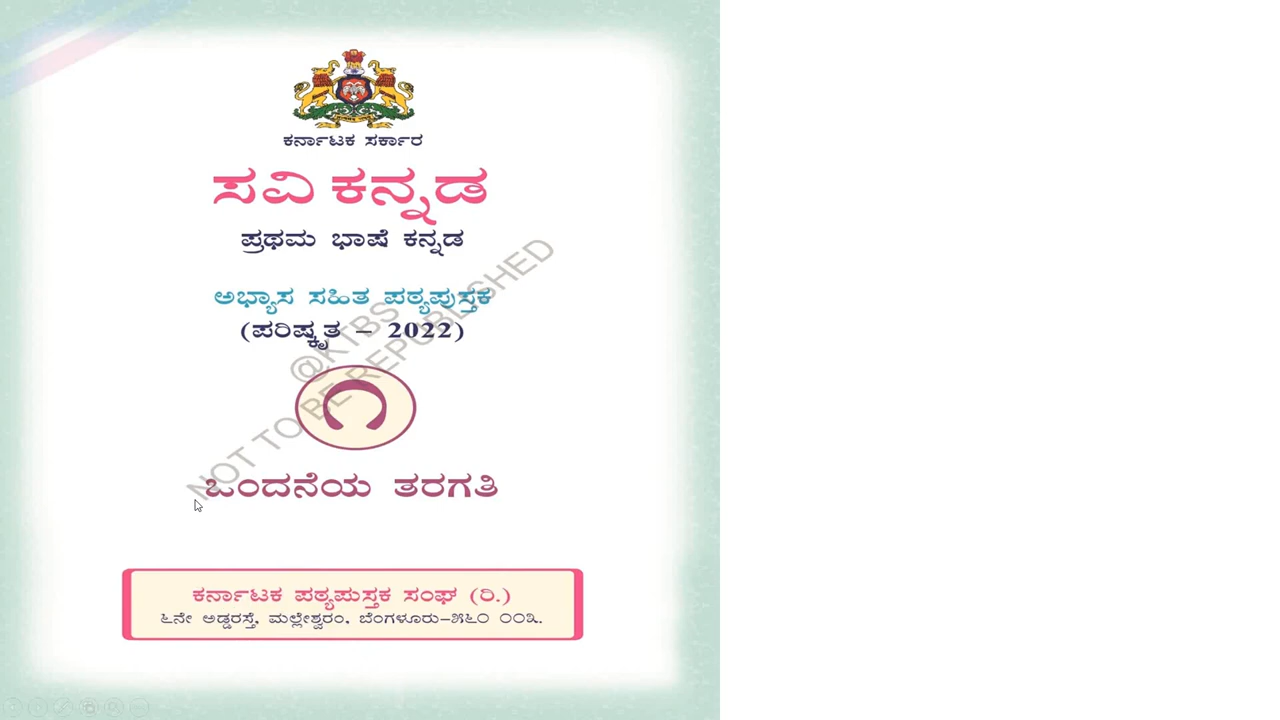 ಕರ್ನಾಟಕ ಸರ್ಕಾರ
ಸವಿ ಕನ್ನಡ
ಪ್ರಥಮ ಭಾಷೆ ಕನ್ನಡ
ಅಭ್ಯಾಸ ಸಹಿತ ಪಠ್ಯಪುಸ್ತಕ
(ಪರಿಷ್ಕೃತ – 2022)
@KTBS
NOT TO BE REPUBLISHED
೧
ಒಂದನೆಯ ತರಗತಿ
ಕರ್ನಾಟಕ ಪಠ್ಯಪುಸ್ತಕ ಸಂಘ (ರಿ.)
೬ನೇ ಅಡ್ಡರಸ್ತೆ, ಮಲ್ಲೇಶ್ವರಂ, ಬೆಂಗಳೂರು–೫೬೦ ೦೦೩.